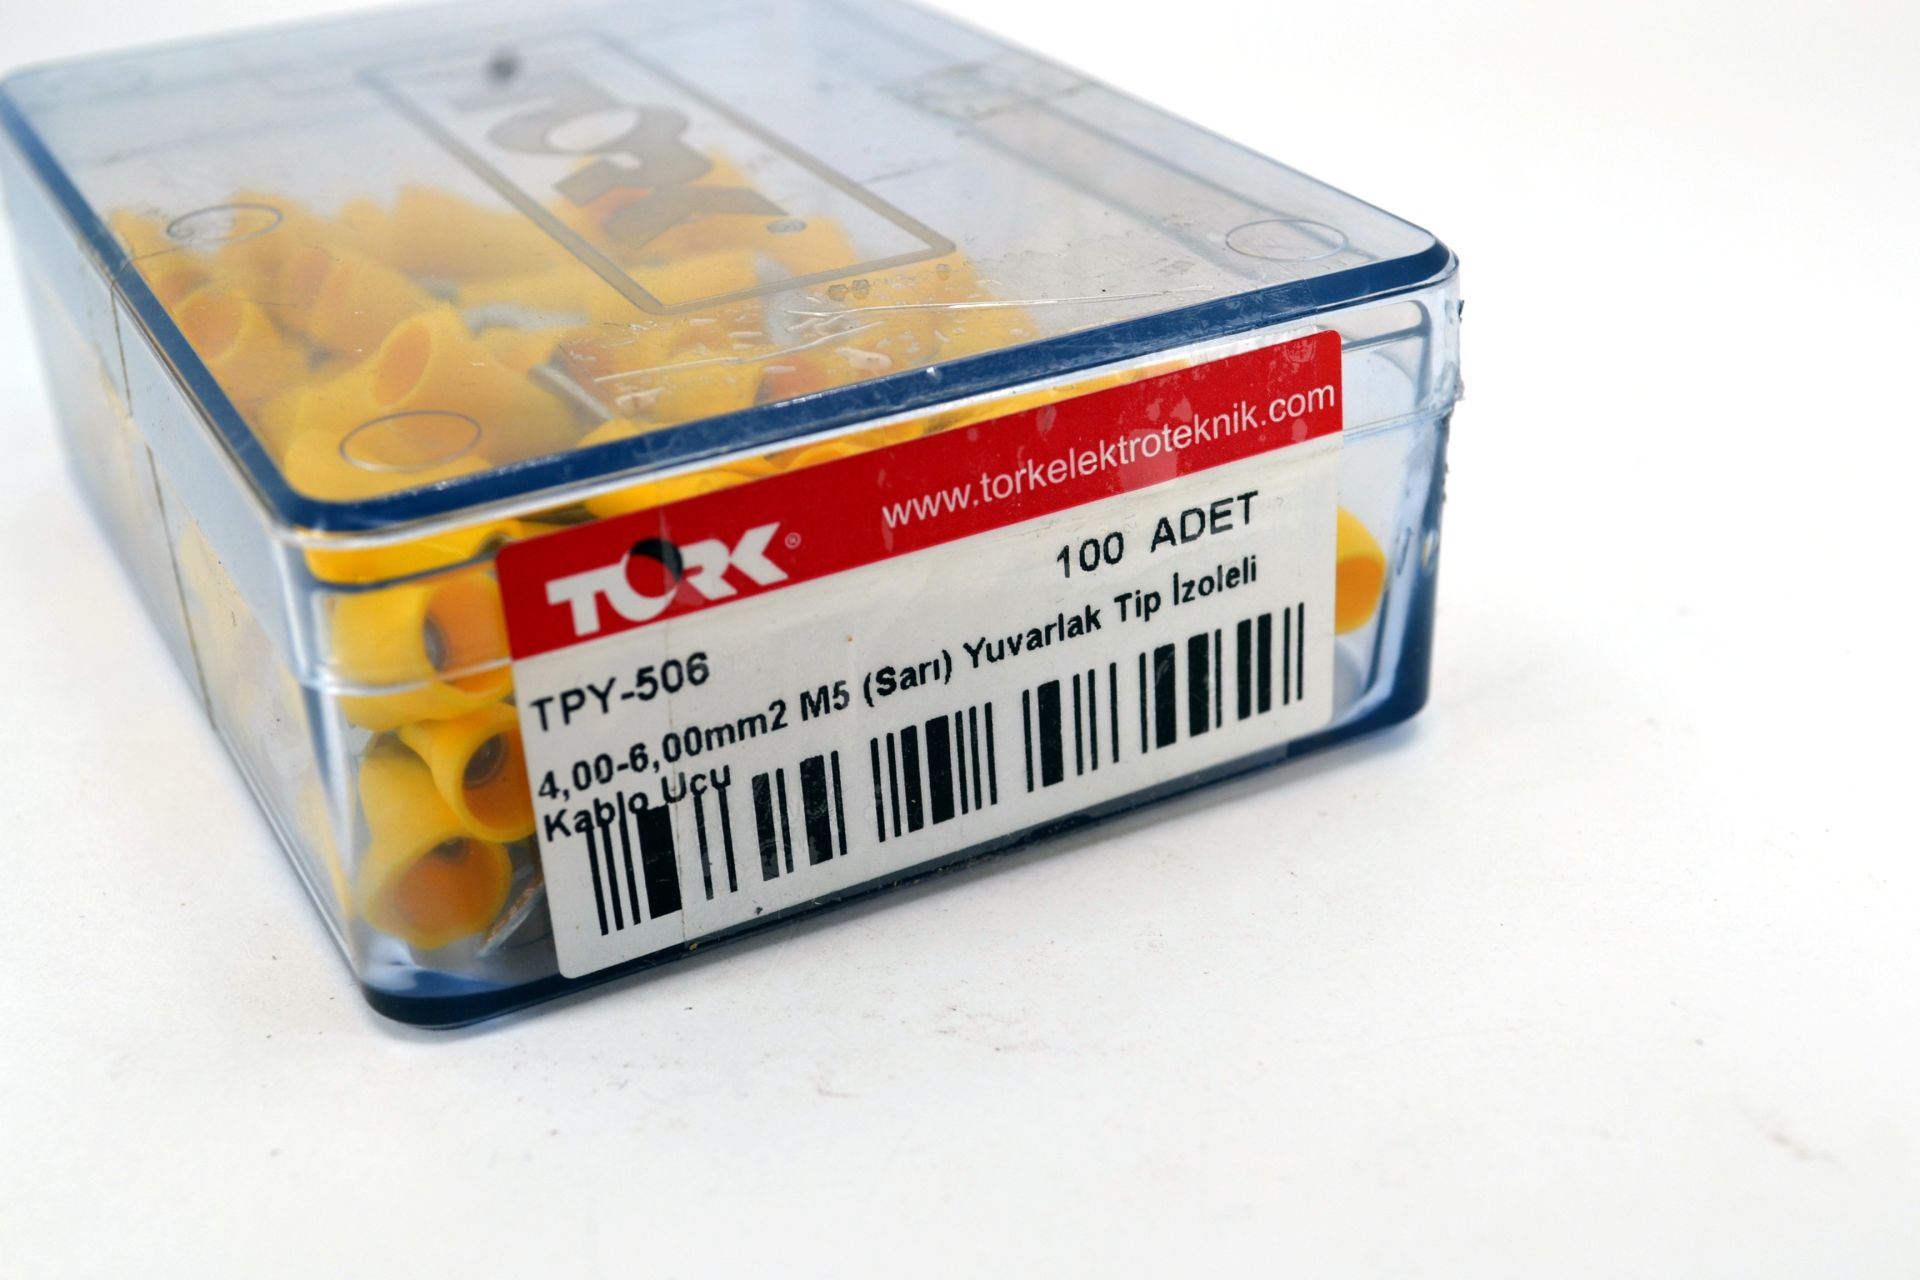 TORK
TORK
www.torkelektroteknik.com
100 ADET
TPY-506
4,00-6,00mm2 M5 (Sarı) Yuvarlak Tip İzoleli
Kablo Ucu